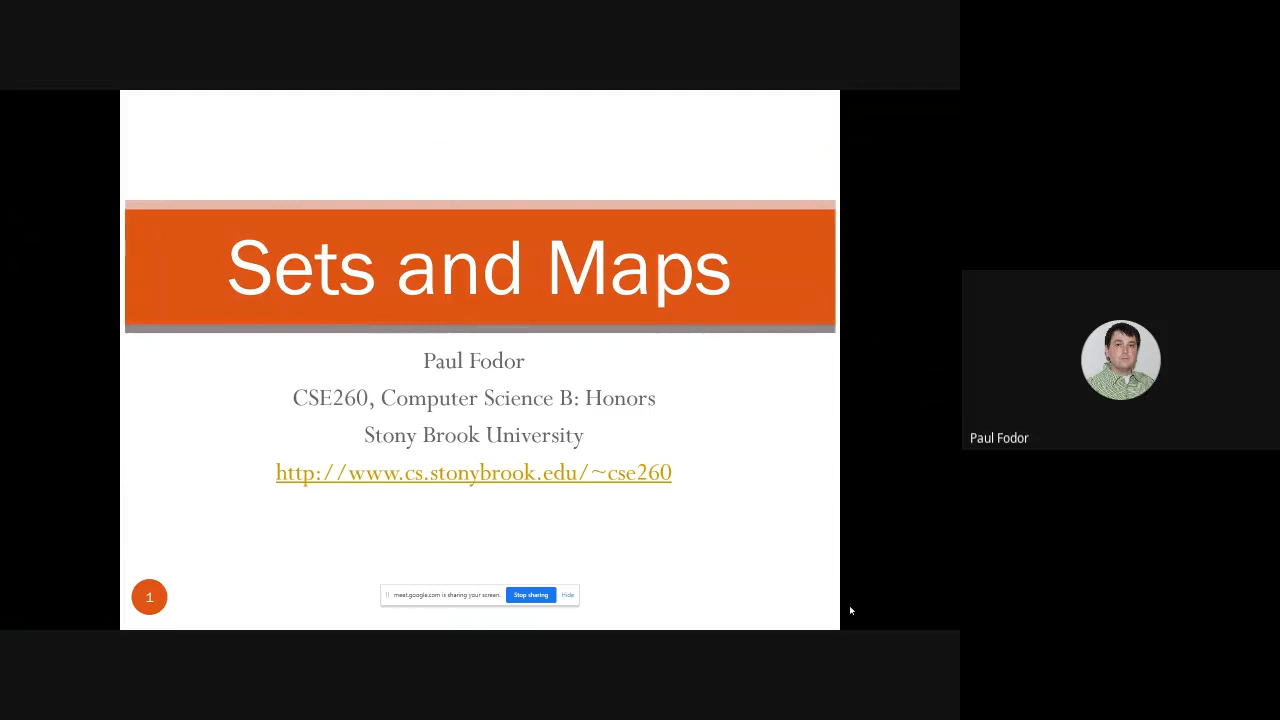 Sets and Maps
Paul Fodor
CSE260, Computer Science B: Honors
Stony Brook University
http://www.cs.stonybrook.edu/~cse260
1
meet.google.com is sharing your screen.
Stop sharing
Hide
Paul Fodor